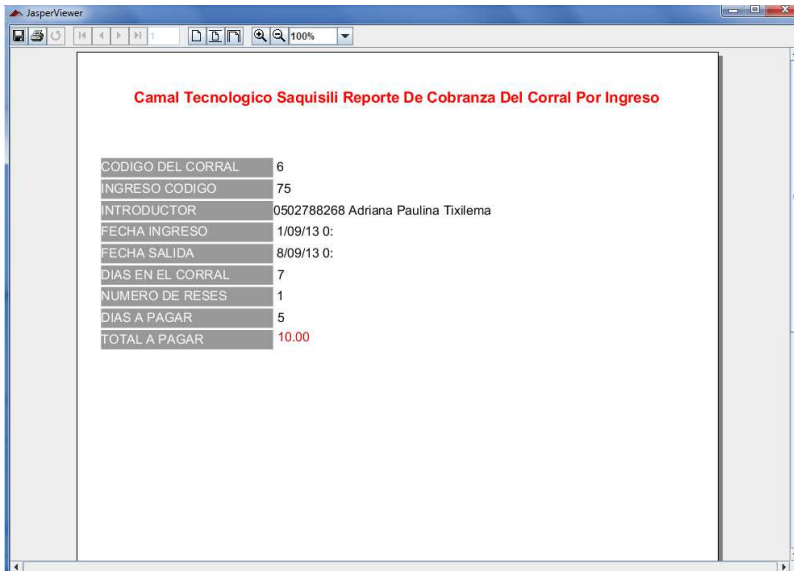 JasperViewer
1
100%
Camal Tecnologico Saquisili Reporte De Cobranza Del Corral Por Ingreso
CODIGO DEL CORRAL 6
INGRESO CODIGO 75
INTRODUCTOR 0502788268 Adriana Paulina Tixilema
FECHA INGRESO 1/09/13 0:
FECHA SALIDA 8/09/13 0:
DIAS EN EL CORRAL 7
NUMERO DE RESES 1
DIAS A PAGAR 5
TOTAL A PAGAR 10.00